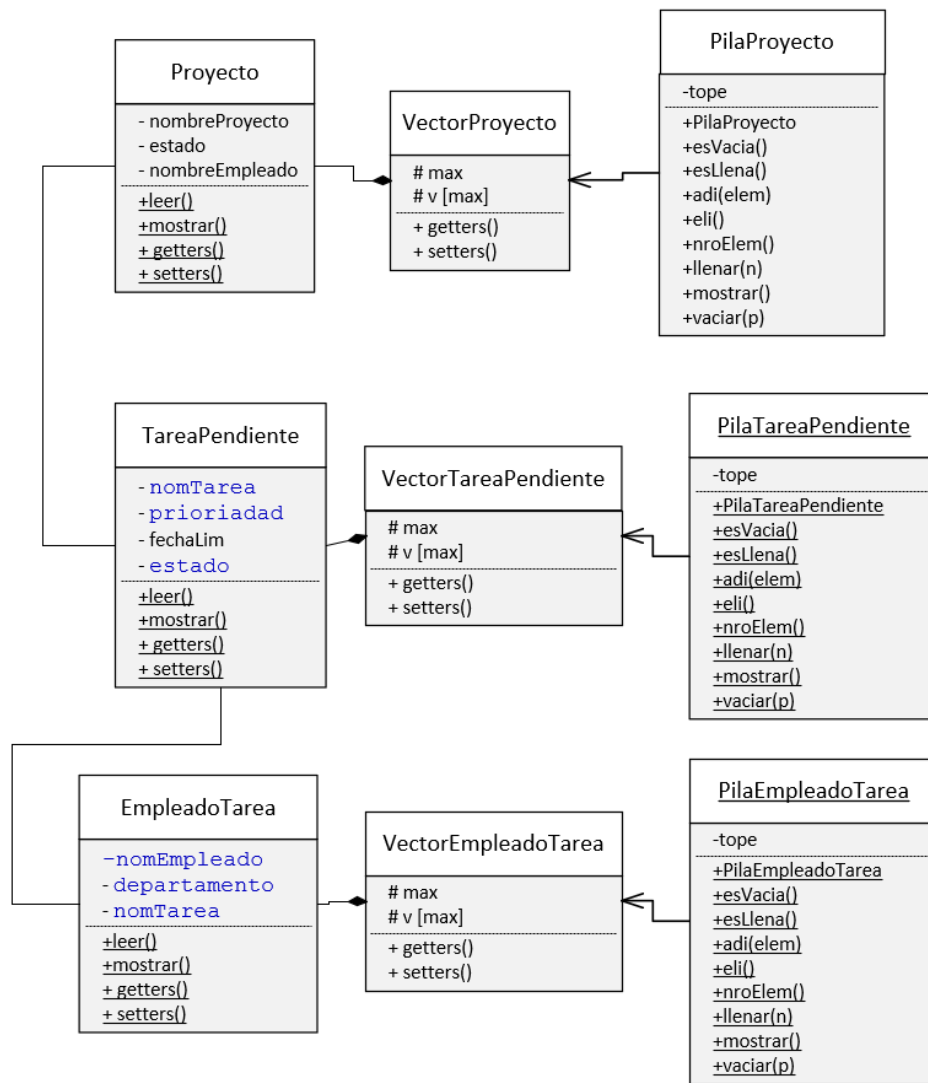 Proyecto
- nombreProyecto
- estado
- nombreEmpleado
+leer()
+mostrar()
+ getters()
+ setters()
VectorProyecto
# max
# v [max]
+ getters()
+ setters()
PilaProyecto
-tope
+PilaProyecto
+esVacia()
+esLlena()
+adi(elem)
+eli()
+nroElem()
+llenar(n)
+mostrar()
+vaciar(p)
TareaPendiente
- nomTarea
- prioriadad
- fechaLim
- estado
+leer()
+mostrar()
+ getters()
+ setters()
VectorTareaPendiente
# max
# v [max]
+ getters()
+ setters()
PilaTareaPendiente
-tope
+PilaTareaPendiente
+esVacia()
+esLlena()
+adi(elem)
+eli()
+nroElem()
+llenar(n)
+mostrar()
+vaciar(p)
EmpleadoTarea
-nomEmpleado
- departamento
- nomTarea
+leer()
+mostrar()
+ getters()
+ setters()
VectorEmpleadoTarea
# max
# v [max]
+ getters()
+ setters()
PilaEmpleadoTarea
-tope
+PilaEmpleadoTarea
+esVacia()
+esLlena()
+adi(elem)
+eli()
+nroElem()
+llenar(n)
+mostrar()
+vaciar(p)